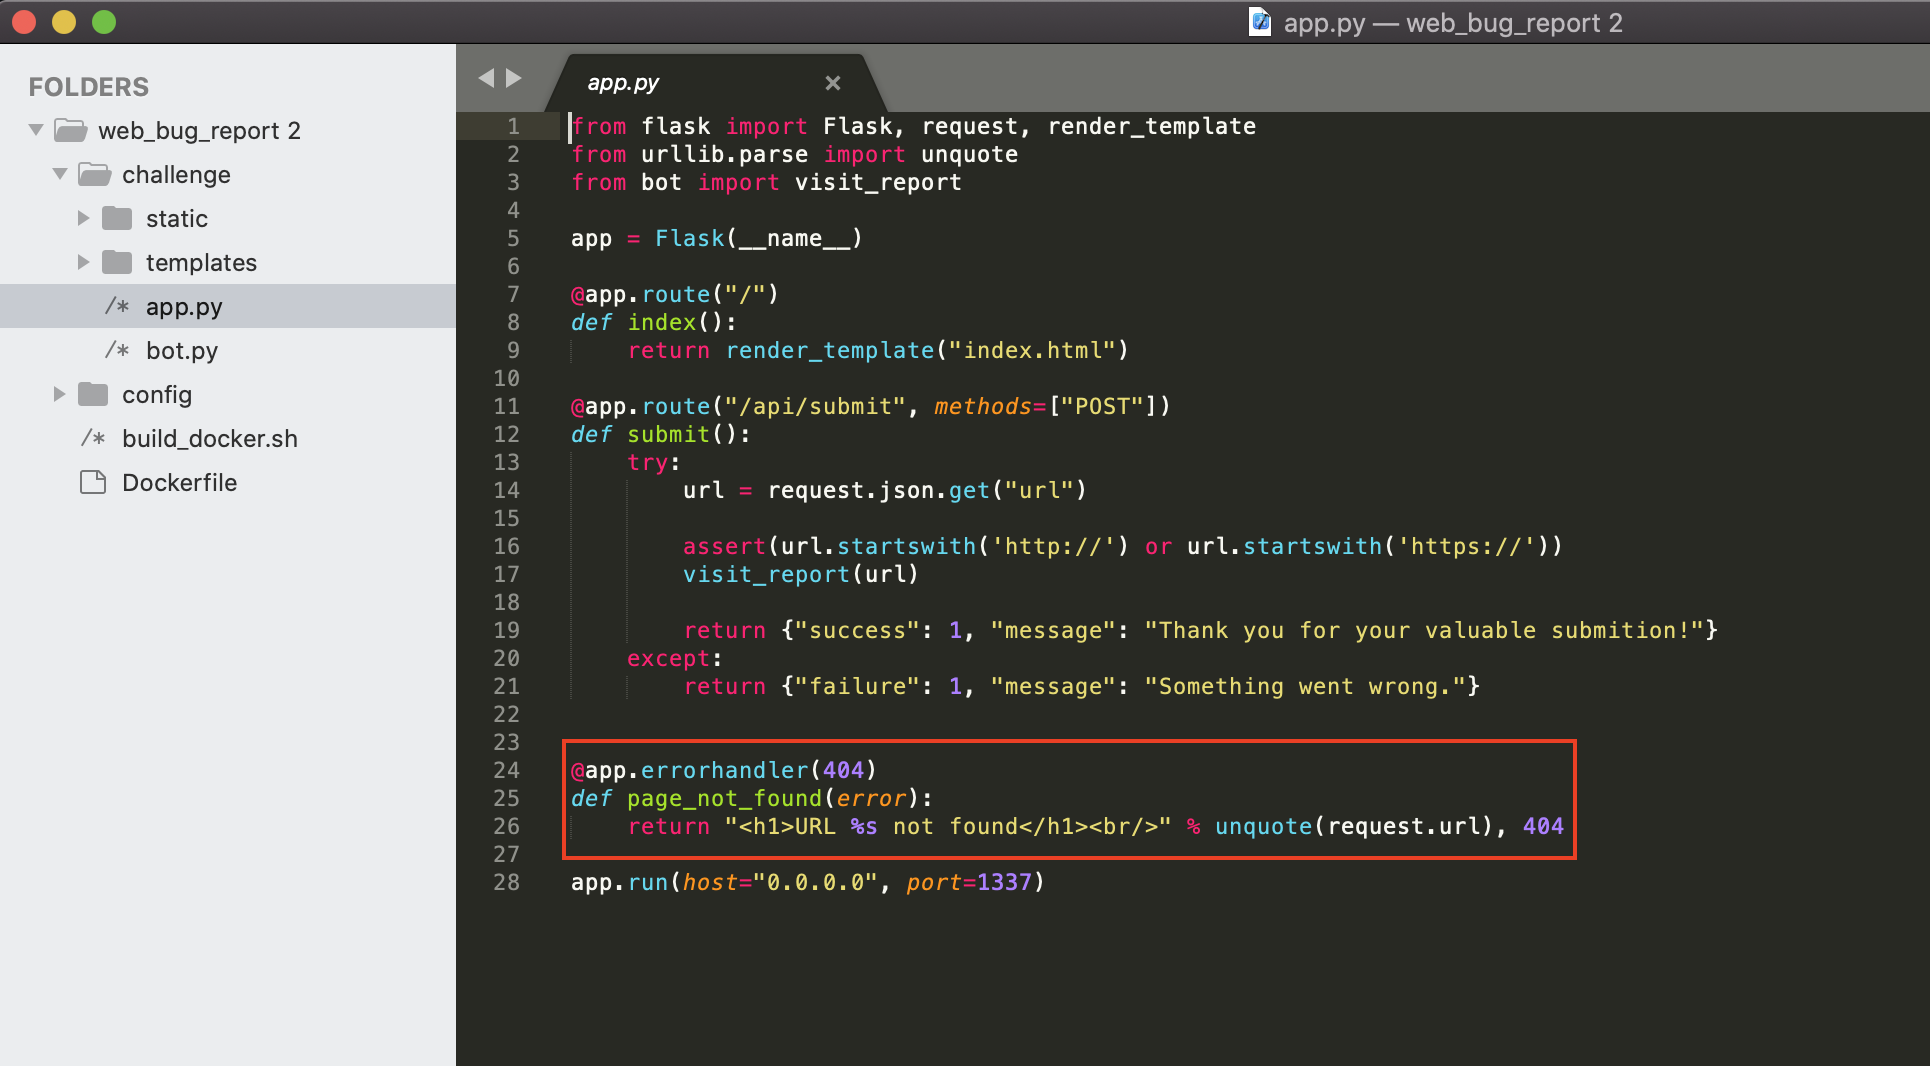 app.py — web_bug_report 2
FOLDERS
web_bug_report 2
challenge
static
templates
/* app.py
/* bot.py
config
/* build_docker.sh
Dockerfile
app.py ×
1 from flask import Flask, request, render_template
2 from urllib.parse import unquote
3 from bot import visit_report
4
5 app = Flask(__name__)
6
7 @app.route("/")
8 def index():
9     return render_template("index.html")
10
11 @app.route("/api/submit", methods=["POST"])
12 def submit():
13     try:
14         url = request.json.get("url")
15
16         assert(url.startswith('http://') or url.startswith('https://'))
17         visit_report(url)
18
19         return {"success": 1, "message": "Thank you for your valuable submition!"}
20     except:
21         return {"failure": 1, "message": "Something went wrong."}
22
23
24 @app.errorhandler(404)
25 def page_not_found(error):
26     return "<h1>URL %s not found</h1><br/>" % unquote(request.url), 404
27
28 app.run(host="0.0.0.0", port=1337)